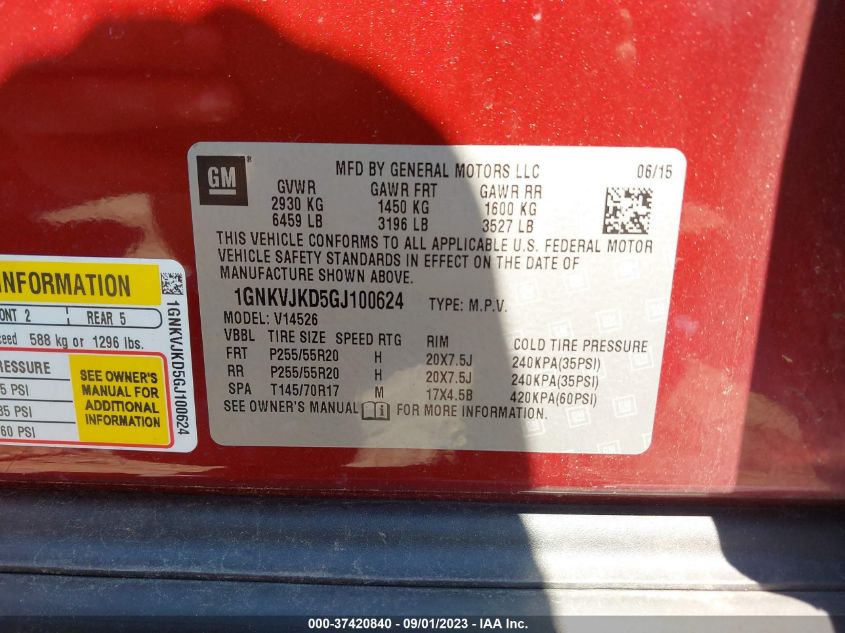 GM
MFD BY GENERAL MOTORS LLC 06/15
GVWR GAWR FRT GAWR RR
2930 KG 1450 KG 1600 KG
6459 LB 3196 LB 3527 LB
THIS VEHICLE CONFORMS TO ALL APPLICABLE U.S. FEDERAL MOTOR
VEHICLE SAFETY STANDARDS IN EFFECT ON THE DATE OF
MANUFACTURE SHOWN ABOVE.
1GNKVJKD5GJ100624 TYPE: M.P.V.
MODEL: V14526
VBBL TIRE SIZE SPEED RTG RIM COLD TIRE PRESSURE
FRT P255/55R20 H 20X7.5J 240KPA(35PSI)
RR P255/55R20 H 20X7.5J 240KPA(35PSI)
SPA T145/70R17 M 17X4.5B 420KPA(60PSI)
SEE OWNER'S MANUAL FOR MORE INFORMATION.
INFORMATION
2 REAR 5
588 kg or 1296 lbs.
PRESSURE
5 PSI
PSI
60 PSI
SEE OWNER'S
MANUAL FOR
ADDITIONAL
INFORMATION
1GNKVJKD5GJ100624
000-37420840 - 09/01/2023 - © IAA, Inc.